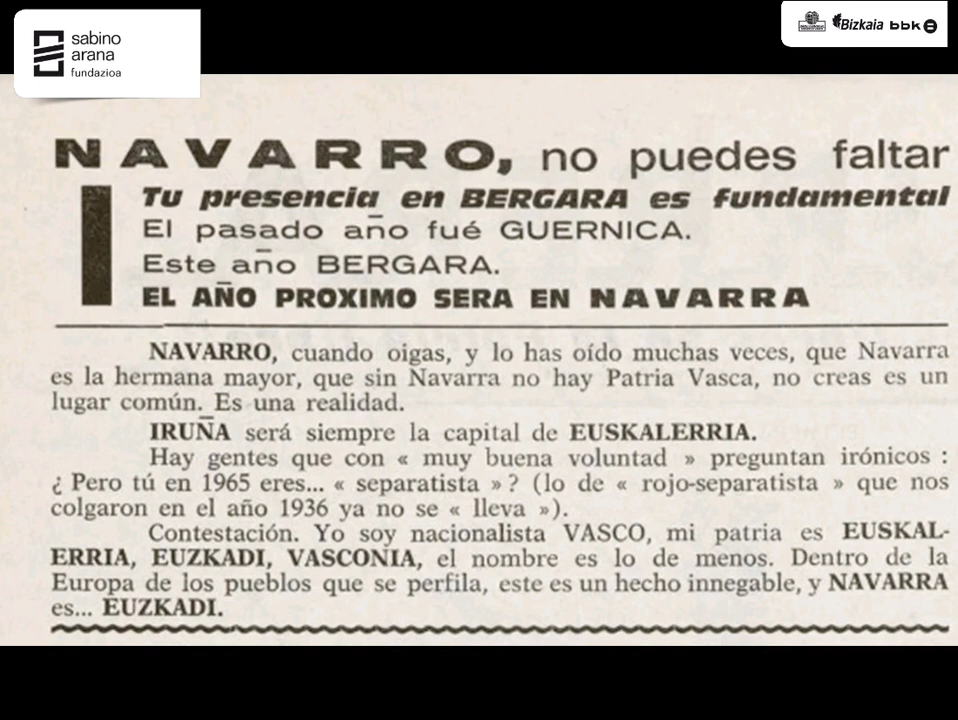 sabino
arana
fundazioa
Bizkaia bbk
NAVARRO, no puedes faltar
Tu presencia en BERGARA es fundamental
El pasado año fué GUERNICA.
Este año BERGARA.
EL AÑO PROXIMO SERA EN NAVARRA
NAVARRO, cuando oigas, y lo has oído muchas veces, que Navarra
es la hermana mayor, que sin Navarra no hay Patria Vasca, no creas es un
lugar común. Es una realidad.
IRUÑA será siempre la capital de EUSKALERRIA.
Hay gentes que con « muy buena voluntad » preguntan irónicos :
¿ Pero tú en 1965 eres... « separatista » ? (lo de « rojo-separatista » que nos
colgaron en el año 1936 ya no se « lleva »).
Contestación. Yo soy nacionalista VASCO, mi patria es EUSKAL-
ERRIA, EUZKADI, VASCONIA, el nombre es lo de menos. Dentro de la
Europa de los pueblos que se perfila, este es un hecho innegable, y NAVARRA
es... EUZKADI.